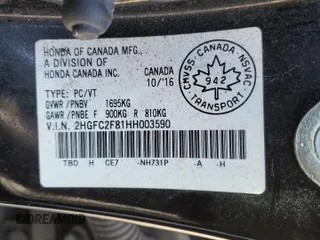 HONDA OF CANADA MFG.
A DIVISION OF
HONDA CANADA INC.
CANADA
10/'16
TYPE: PC/VT
GVWR /PNBV 1695KG
GAWR /PNBE F 900KG R 810KG
V.I.N. 2HGFC2F81HH003590
TBD H CE7 -NH731P -A -H
CMVSS CANADA NSVAC
942
TRANSPORT
DREAMBID